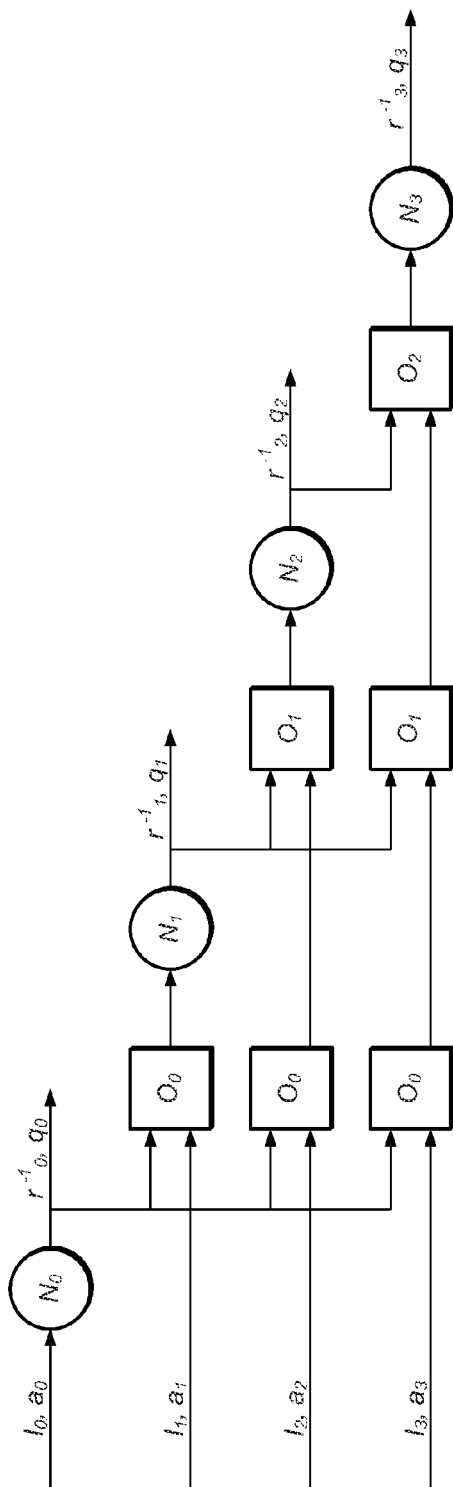 I₀, a₀
N₀
r⁻¹₀, q₀
I₁, a₁
O₀
N₁
r⁻¹₁, q₁
I₂, a₂
O₀
O₁
N₂
r⁻¹₂, q₂
I₃, a₃
O₀
O₁
O₂
N₃
r⁻¹₃, q₃